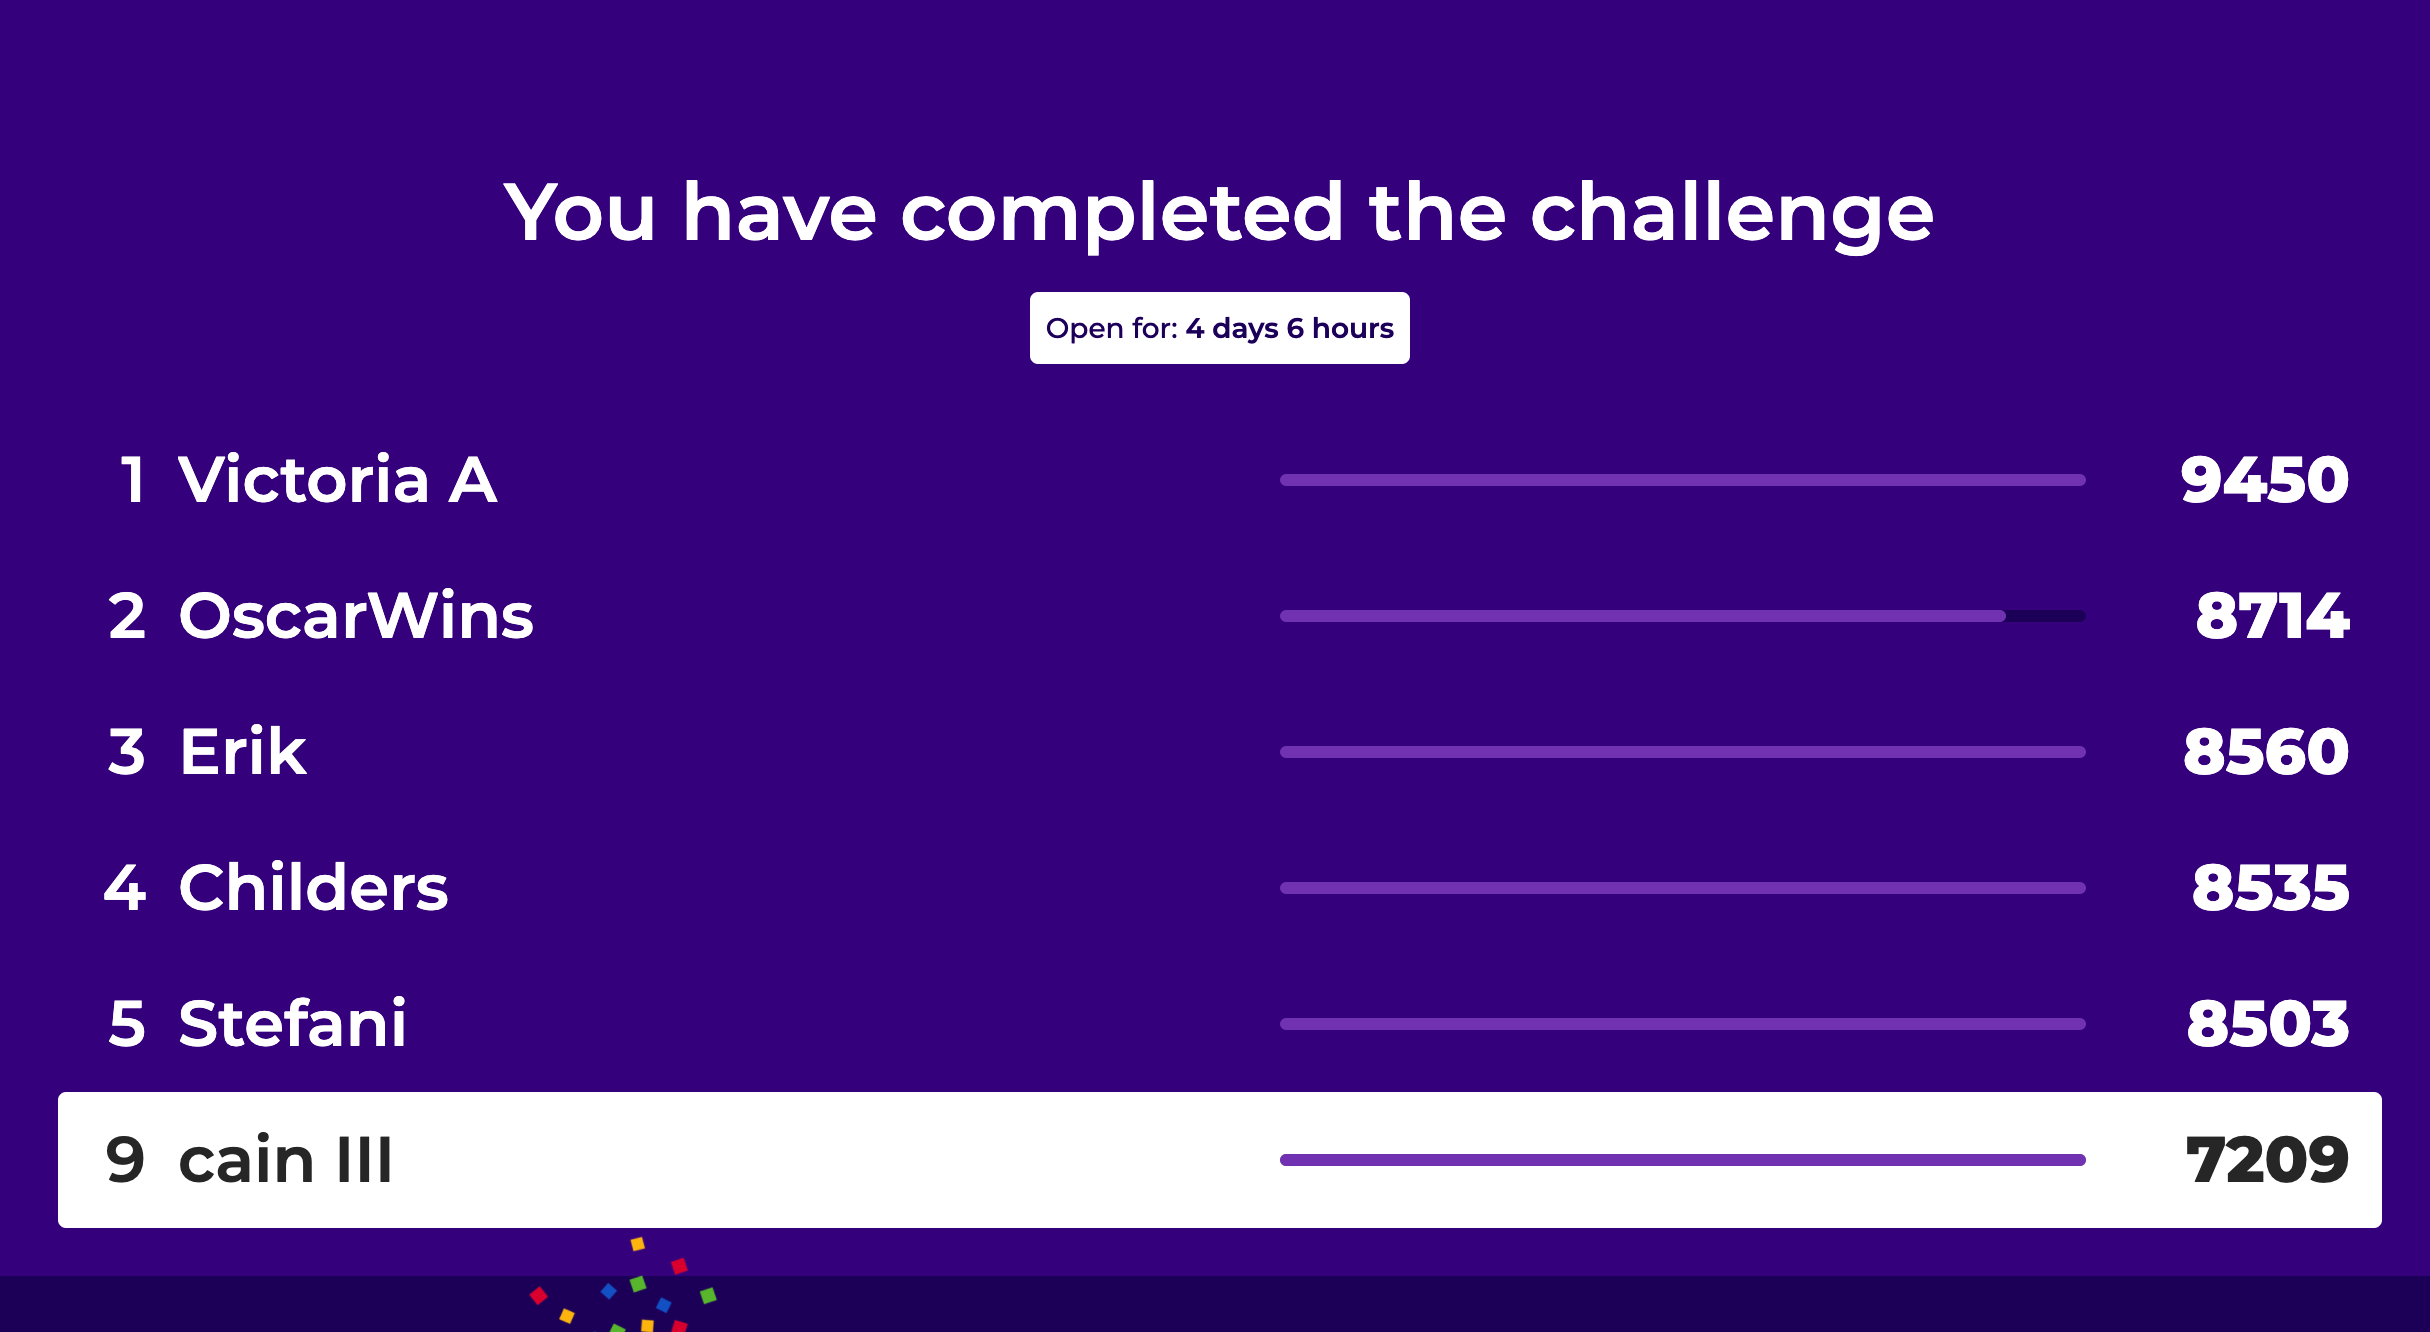 You have completed the challenge
Open for: 4 days 6 hours
1 Victoria A 9450
2 OscarWins 8714
3 Erik 8560
4 Childers 8535
5 Stefani 8503
9 cain III 7209